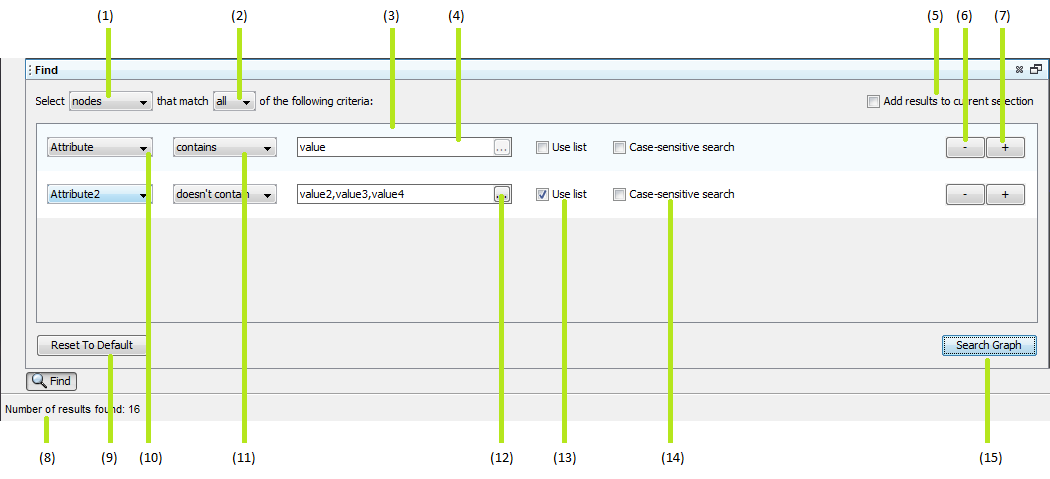 (1) (2) (3) (4) (5) (6) (7)
Find
Select nodes that match all of the following criteria: Add results to current selection
Attribute contains value ... Use list Case-sensitive search - +
Attribute2 doesn't contain value2,value3,value4 ... Use list Case-sensitive search - +
Reset To Default Search Graph
Find
Number of results found: 16
(8) (9) (10) (11) (12) (13) (14) (15)